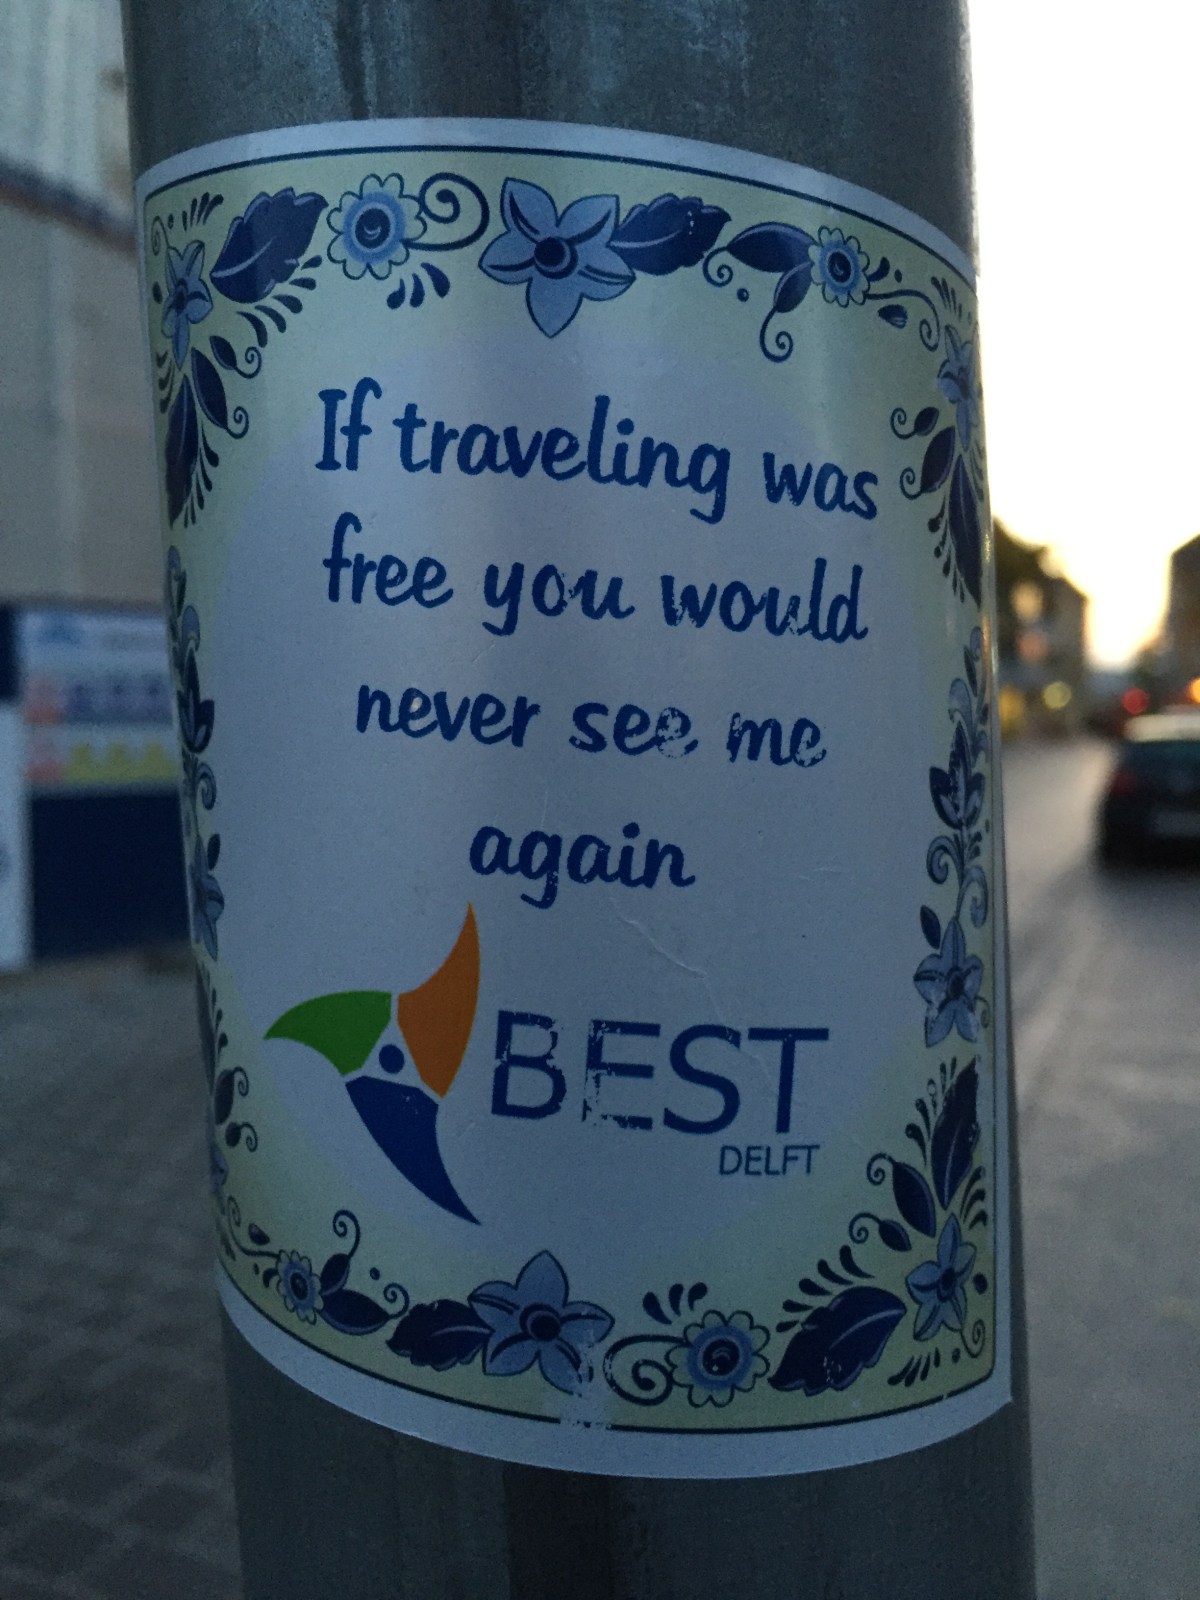 If traveling was
free you would
never see me
again
BEST
DELFT